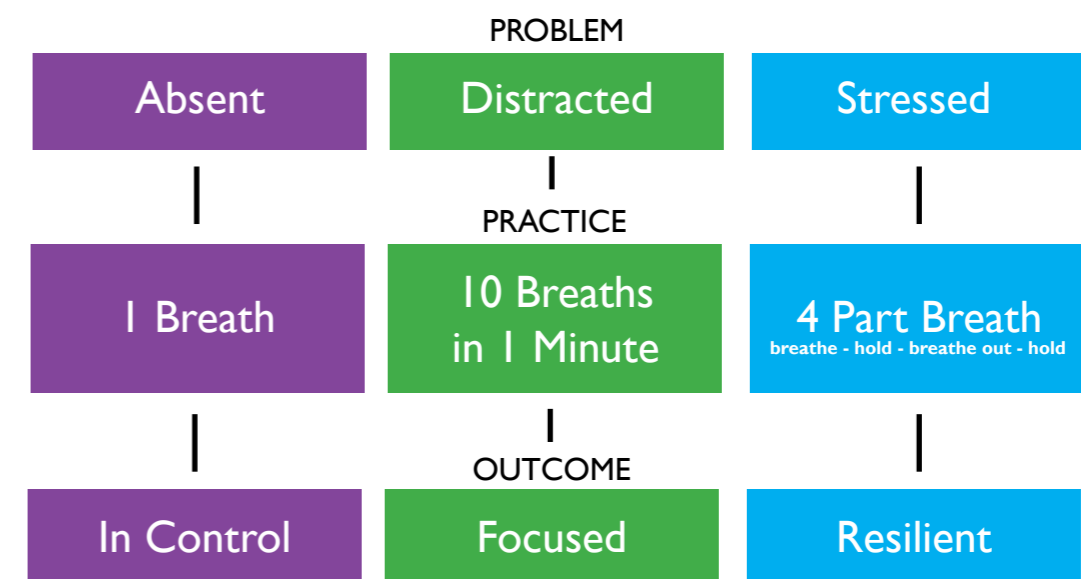 PROBLEM
Absent
Distracted
Stressed
PRACTICE
1 Breath
10 Breaths
in 1 Minute
4 Part Breath
breathe - hold - breathe out - hold
OUTCOME
In Control
Focused
Resilient